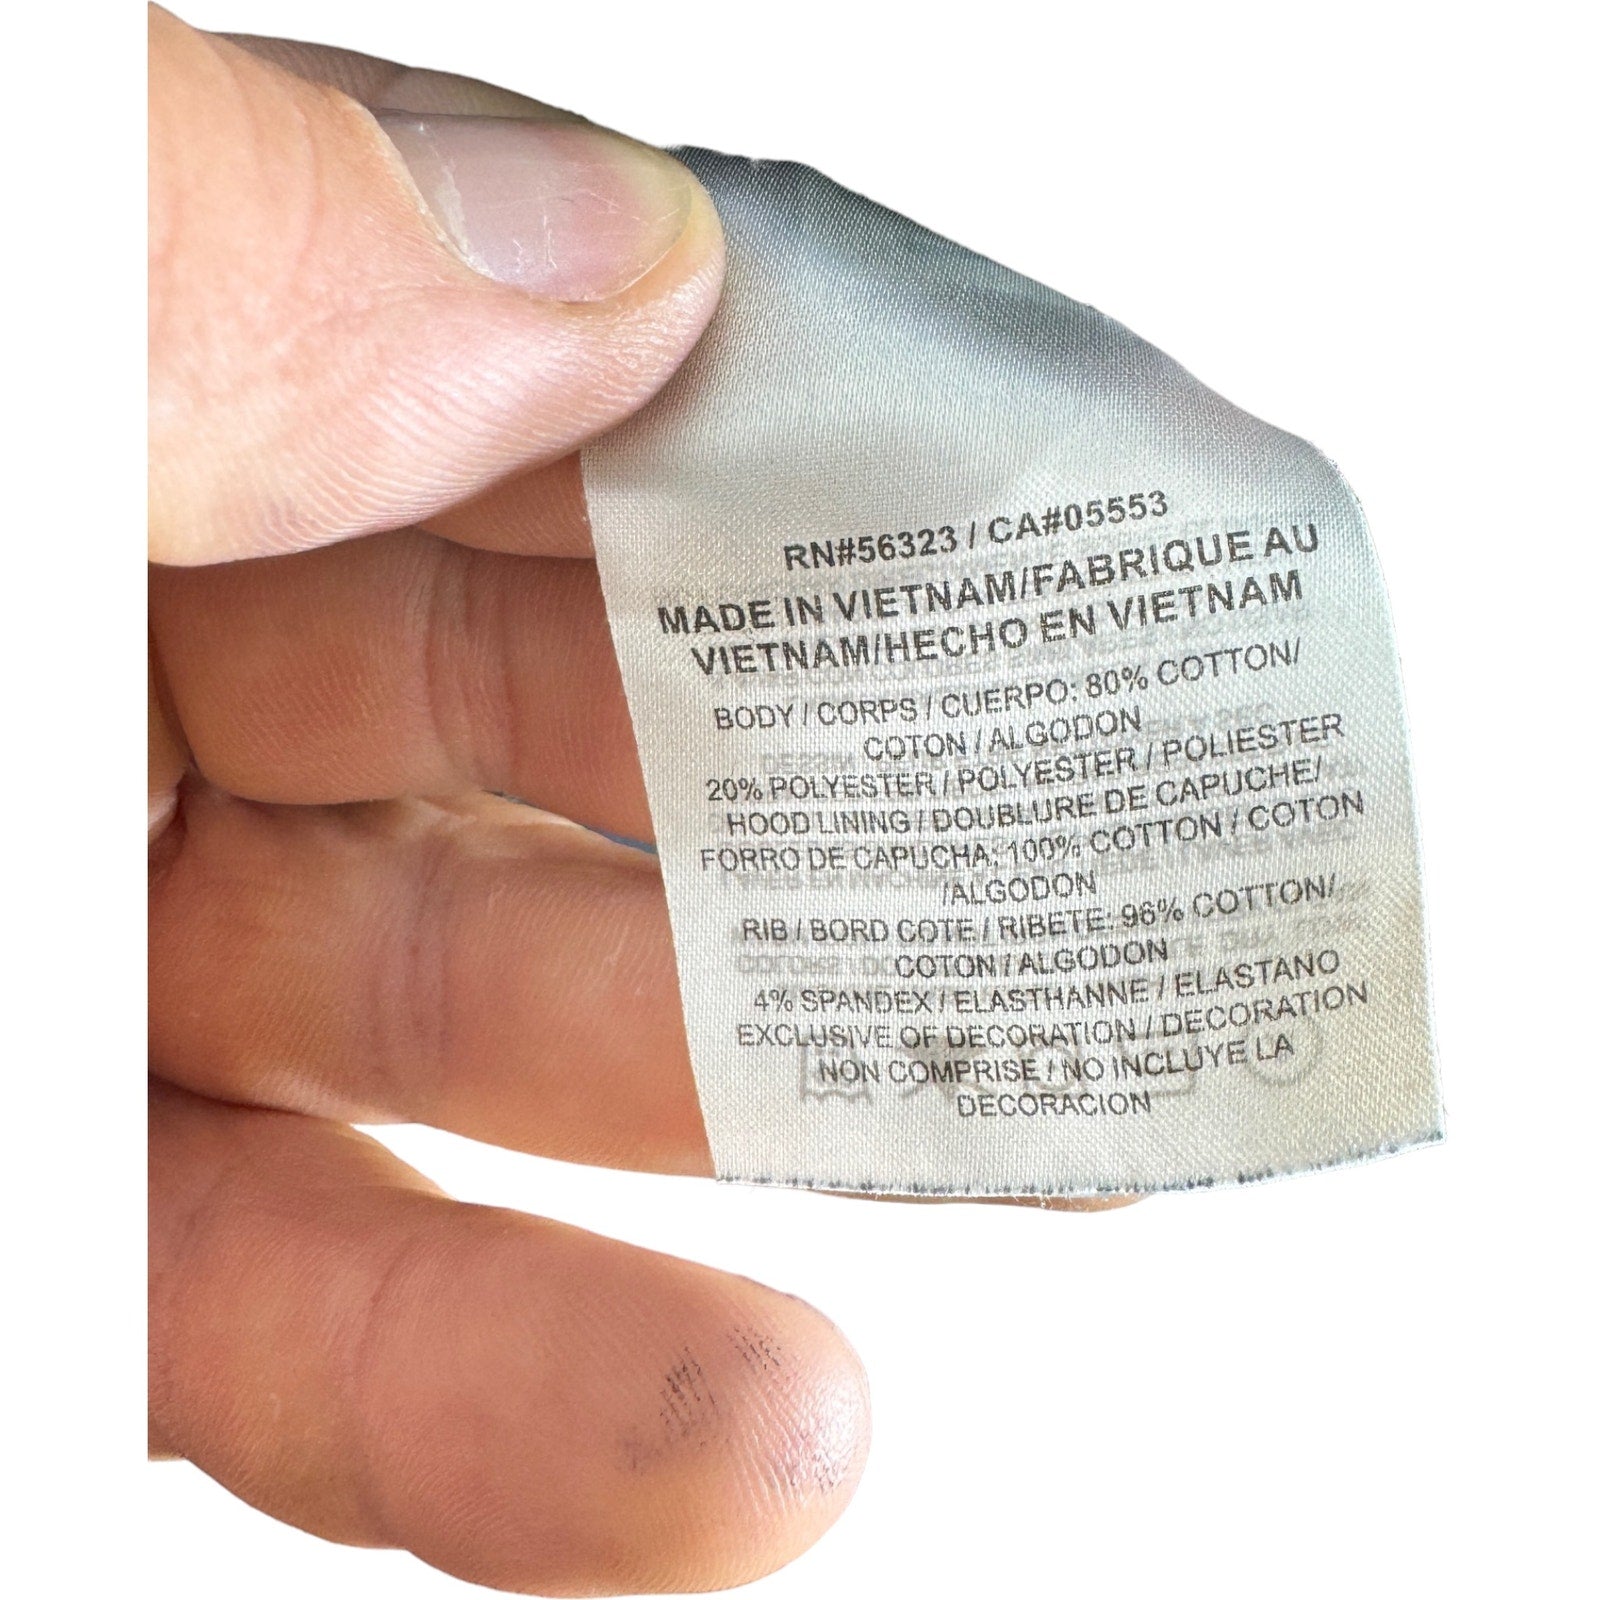 RN#56323 / CA#05553
MADE IN VIETNAM/FABRIQUE AU
VIETNAM/HECHO EN VIETNAM
BODY / CORPS / CUERPO: 80% COTTON/
COTON / ALGODON
20% POLYESTER / POLYESTER / POLIESTER
HOOD LINING / DOUBLURE DE CAPUCHE/
FORRO DE CAPUCHA: 100% COTTON / COTON
/ALGODON
RIB / BORD COTE / RIBETE: 96% COTTON/
COTON / ALGODON
4% SPANDEX / ELASTHANNE / ELASTANO
EXCLUSIVE OF DECORATION / DECORATION
NON COMPRISE / NO INCLUYE LA
DECORACION